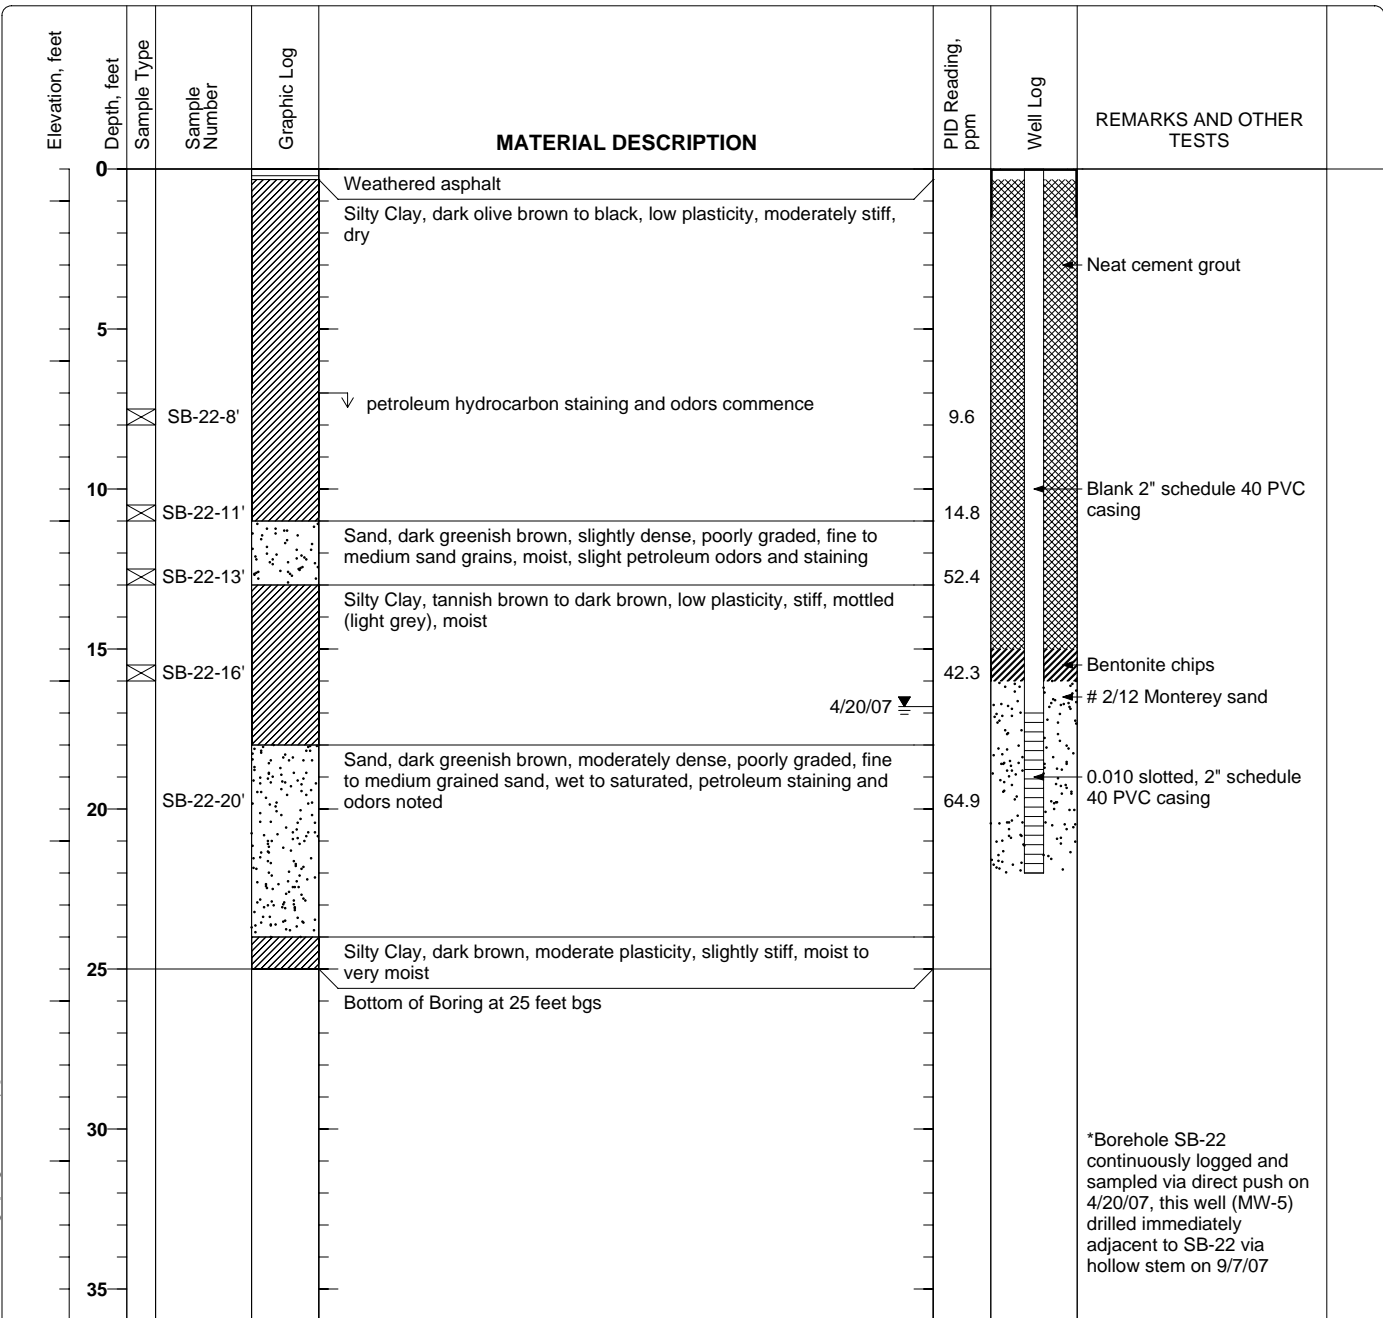 Elevation, feet
Depth, feet
Sample Type
Sample
Number
Graphic Log
MATERIAL DESCRIPTION
PID Reading,
ppm
Well Log
REMARKS AND OTHER
TESTS
0
Weathered asphalt
Silty Clay, dark olive brown to black, low plasticity, moderately stiff,
dry
Neat cement grout
5
petroleum hydrocarbon staining and odors commence
SB-22-8'
9.6
10
Blank 2" schedule 40 PVC
casing
SB-22-11'
14.8
Sand, dark greenish brown, slightly dense, poorly graded, fine to
medium sand grains, moist, slight petroleum odors and staining
SB-22-13'
52.4
Silty Clay, tannish brown to dark brown, low plasticity, stiff, mottled
(light grey), moist
15
SB-22-16'
42.3
Bentonite chips
# 2/12 Monterey sand
4/20/07
Sand, dark greenish brown, moderately dense, poorly graded, fine
to medium grained sand, wet to saturated, petroleum staining and
odors noted
0.010 slotted, 2" schedule
40 PVC casing
SB-22-20'
64.9
20
Silty Clay, dark brown, moderate plasticity, slightly stiff, moist to
very moist
25
Bottom of Boring at 25 feet bgs
30
*Borehole SB-22
continuously logged and
sampled via direct push on
4/20/07, this well (MW-5)
drilled immediately
adjacent to SB-22 via
hollow stem on 9/7/07
35